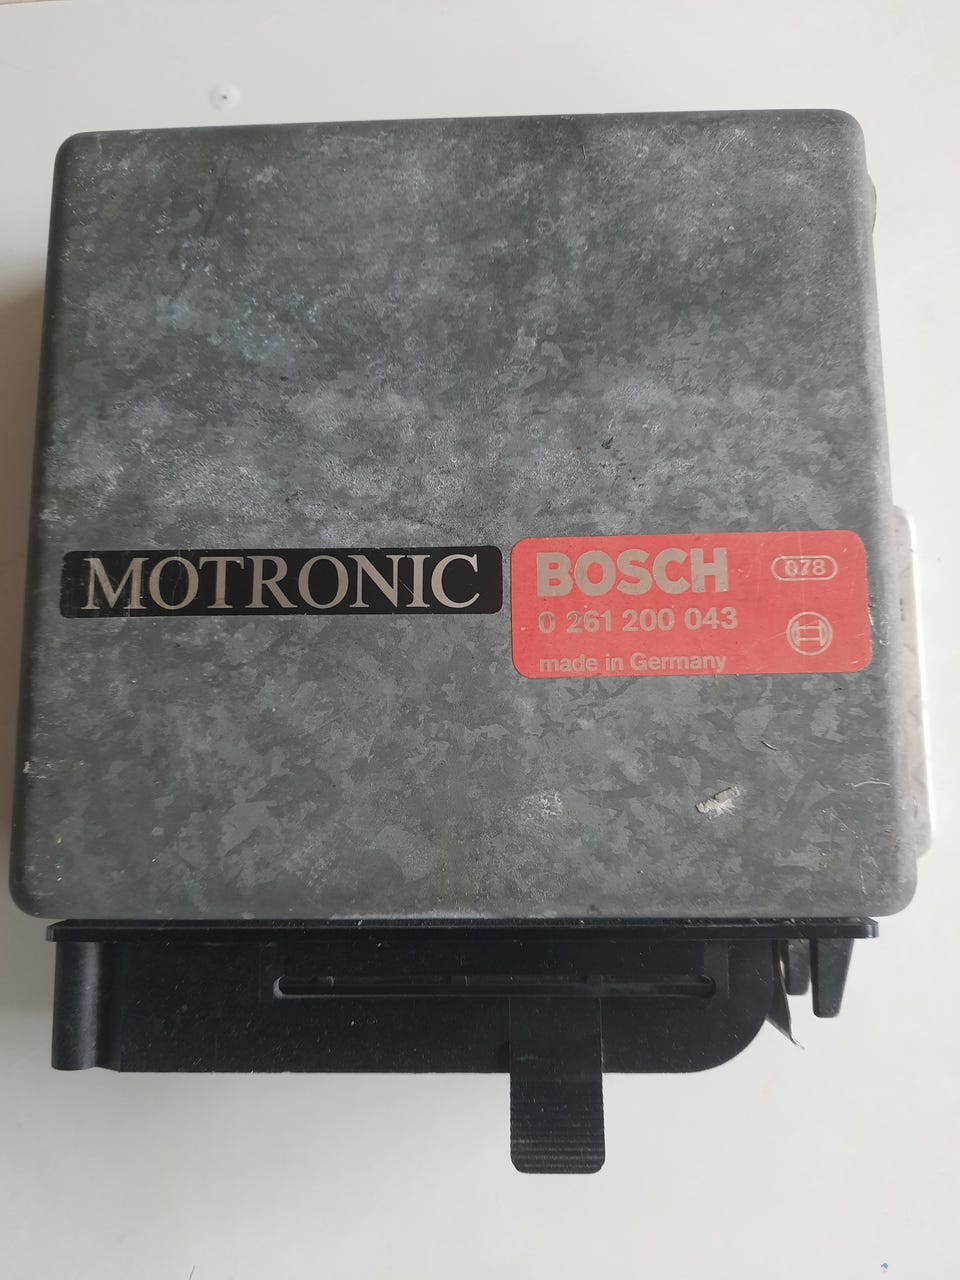 MOTRONIC
BOSCH 078
0 261 200 043
made in Germany